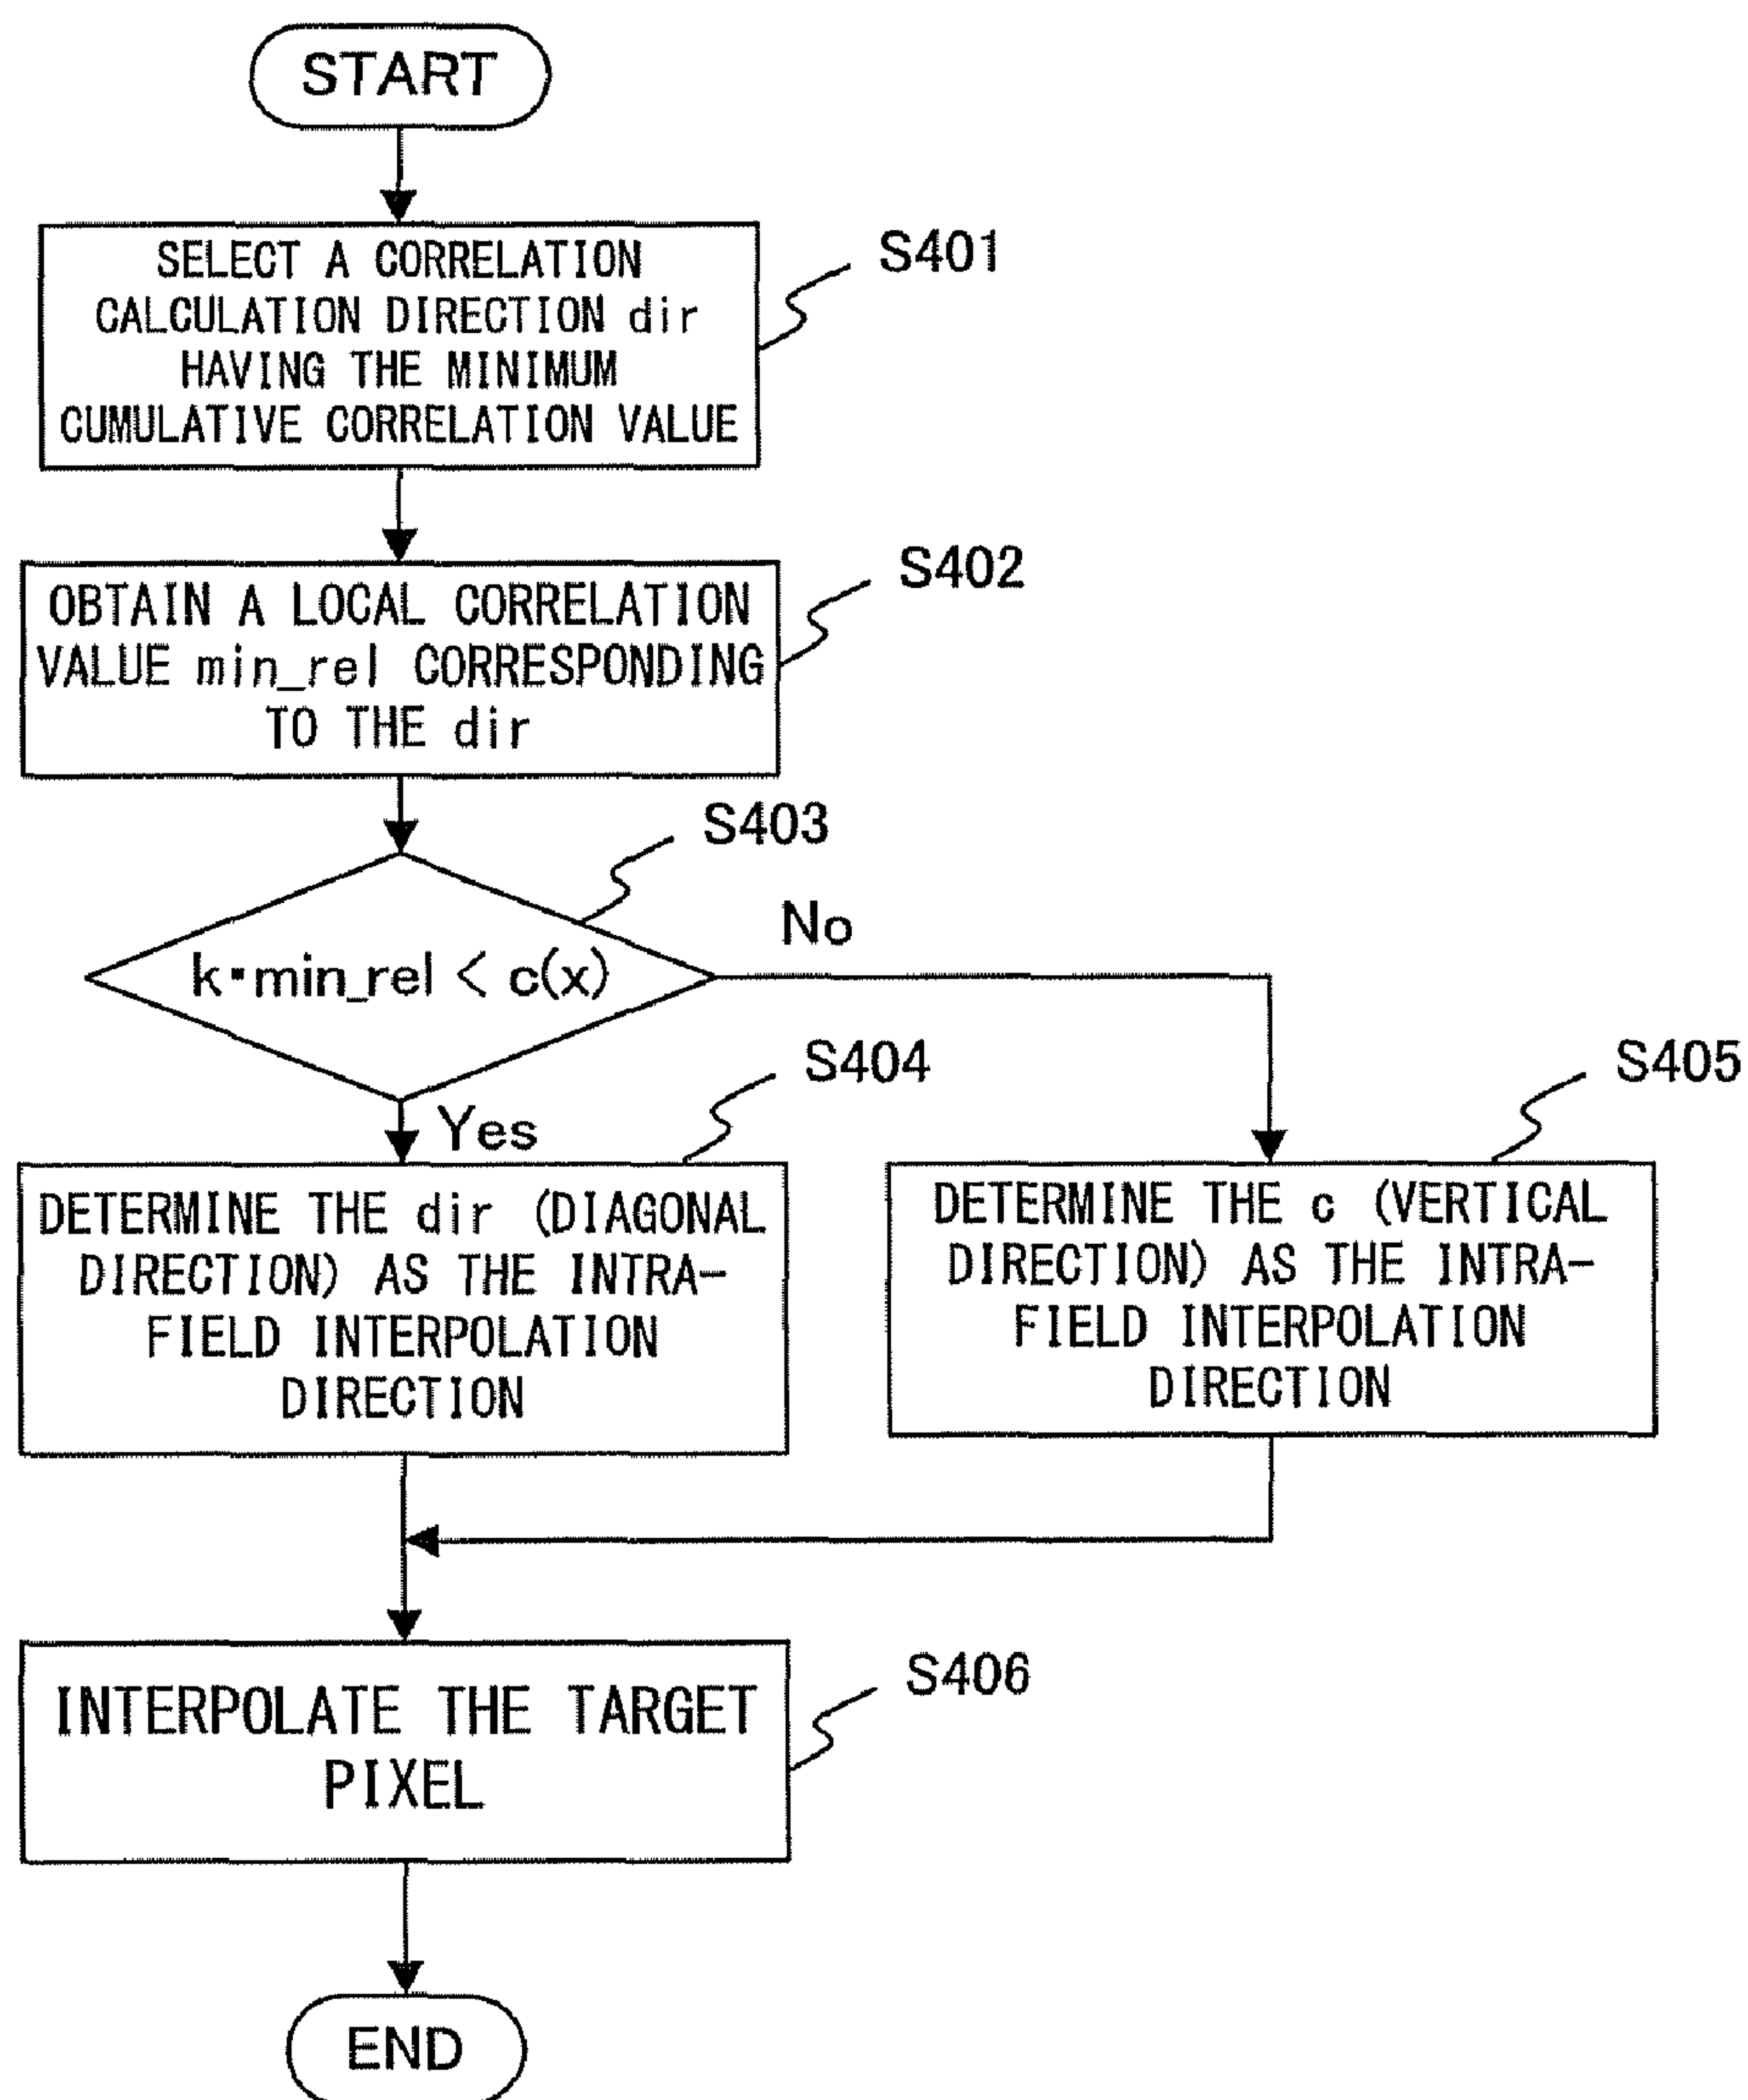 START
SELECT A CORRELATION
CALCULATION DIRECTION dir
HAVING THE MINIMUM
CUMULATIVE CORRELATION VALUE
S401
OBTAIN A LOCAL CORRELATION
VALUE min_rel CORRESPONDING
TO THE dir
S402
S403
k▪min_rel < c(x)
No
Yes
S404
DETERMINE THE dir (DIAGONAL
DIRECTION) AS THE INTRA-
FIELD INTERPOLATION
DIRECTION
S405
DETERMINE THE c (VERTICAL
DIRECTION) AS THE INTRA-
FIELD INTERPOLATION
DIRECTION
INTERPOLATE THE TARGET
PIXEL
S406
END